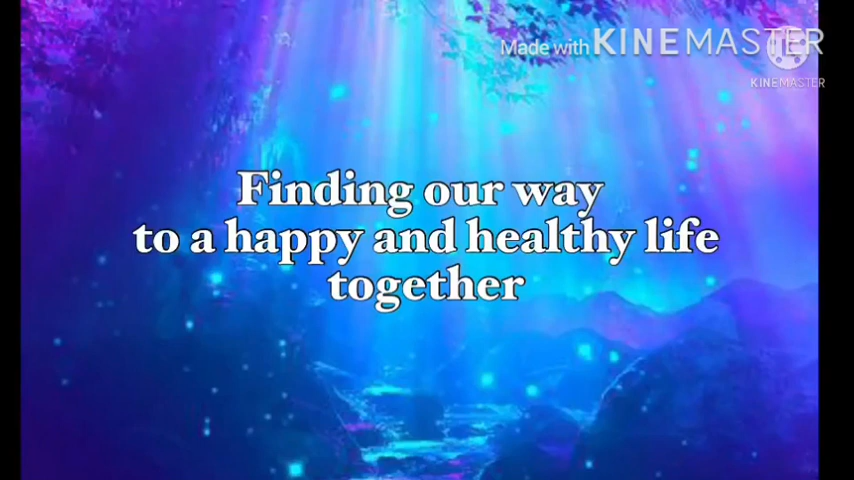 Made with KINEMASTER
KINEMASTER
Finding our way
to a happy and healthy life
together